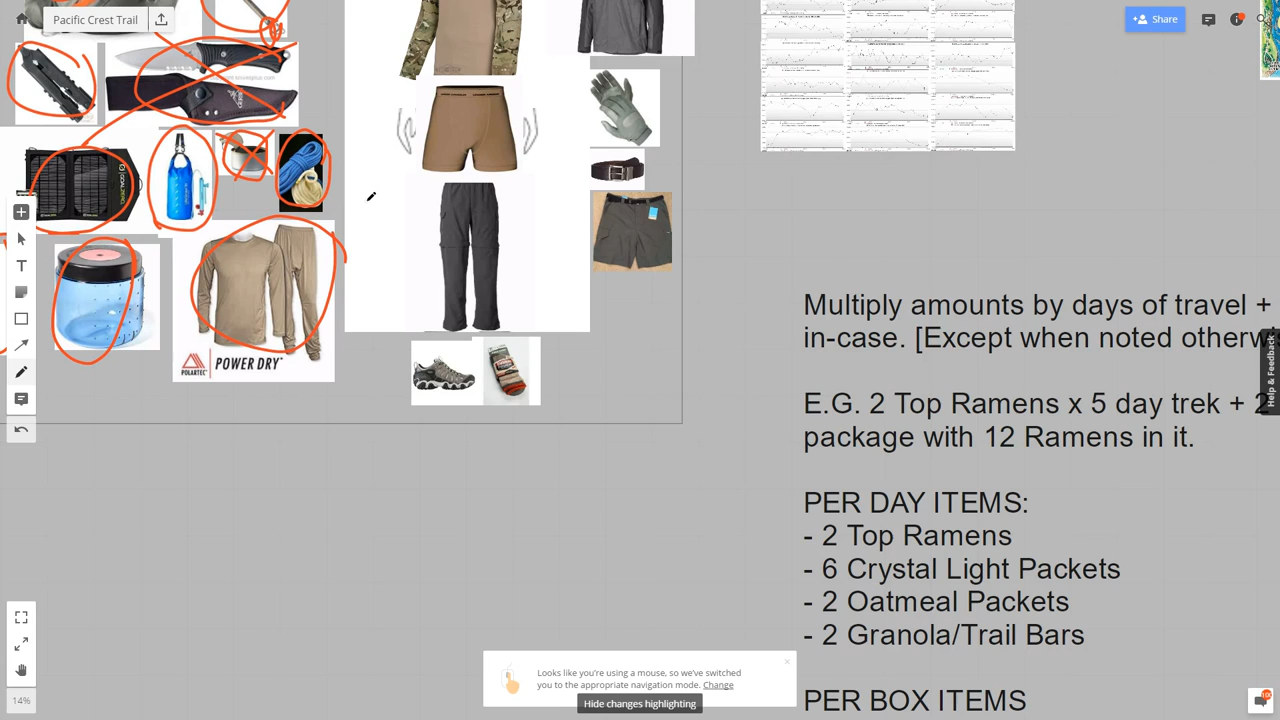 Pacific Crest Trail
Share
GOALZERO
POLARTEC POWER DRY
Multiply amounts by days of travel +
in-case. [Except when noted otherw
Help & Feedback
E.G. 2 Top Ramens x 5 day trek + 2
package with 12 Ramens in it.
PER DAY ITEMS:
- 2 Top Ramens
- 6 Crystal Light Packets
- 2 Oatmeal Packets
- 2 Granola/Trail Bars
Looks like you're using a mouse, so we've switched
you to the appropriate navigation mode. Change
Hide changes highlighting
14%
PER BOX ITEMS